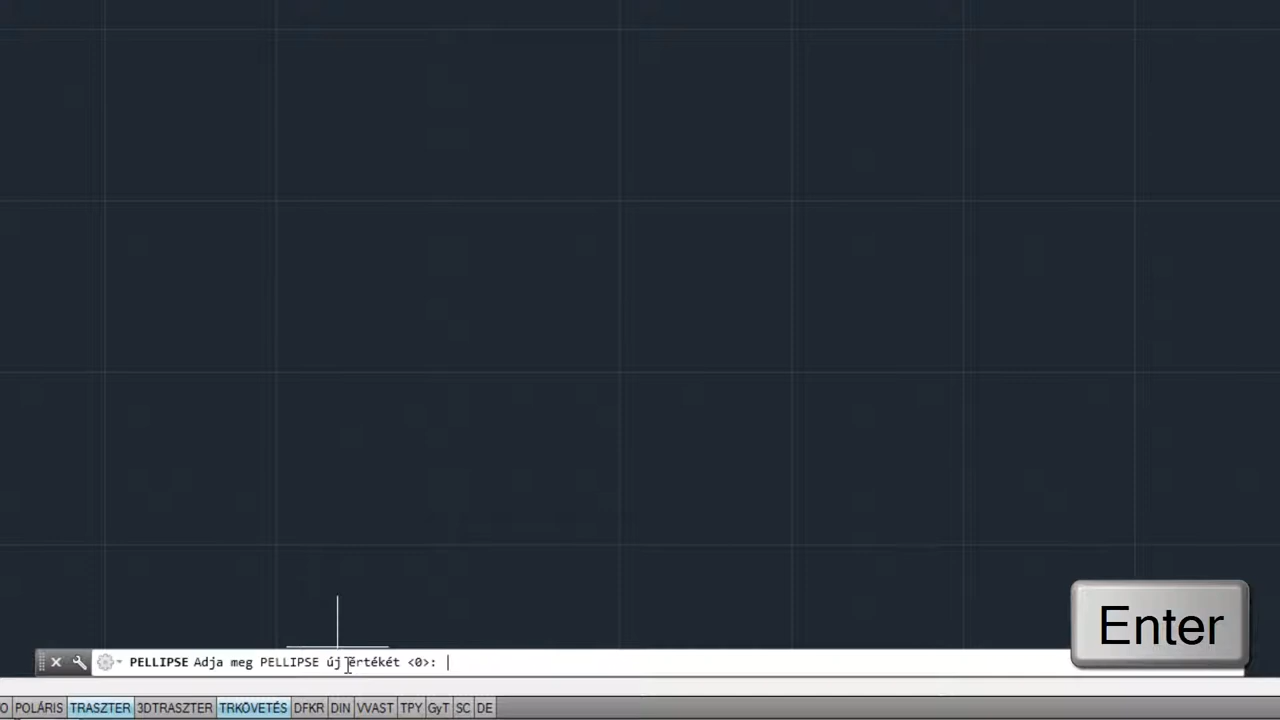 Enter
PELLIPSE Adja meg PELLIPSE új értékét <0>:
O POLÁRIS TRASZTER 3DTRASZTER TRKÖVETÉS DFKR DIN VVAST TPY GyT SC DE